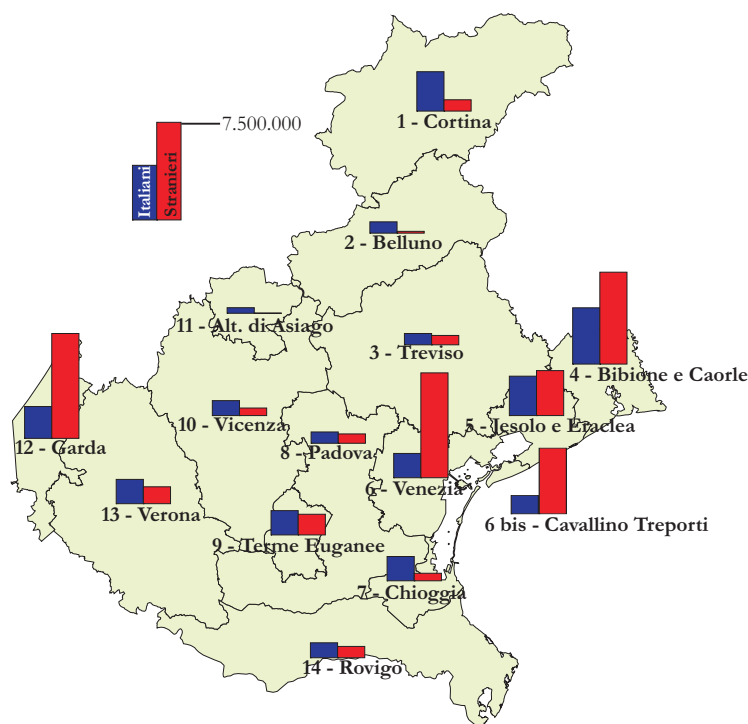 1 - Cortina
7.500.000
Italiani
Stranieri
2 - Belluno
11 - Alt. di Asiago
3 - Treviso
4 - Bibione e Caorle
10 - Vicenza
5 - Jesolo e Eraclea
12 - Garda
8 - Padova
6 - Venezia
13 - Verona
6 bis - Cavallino Treporti
9 - Terme Euganee
7 - Chioggia
14 - Rovigo